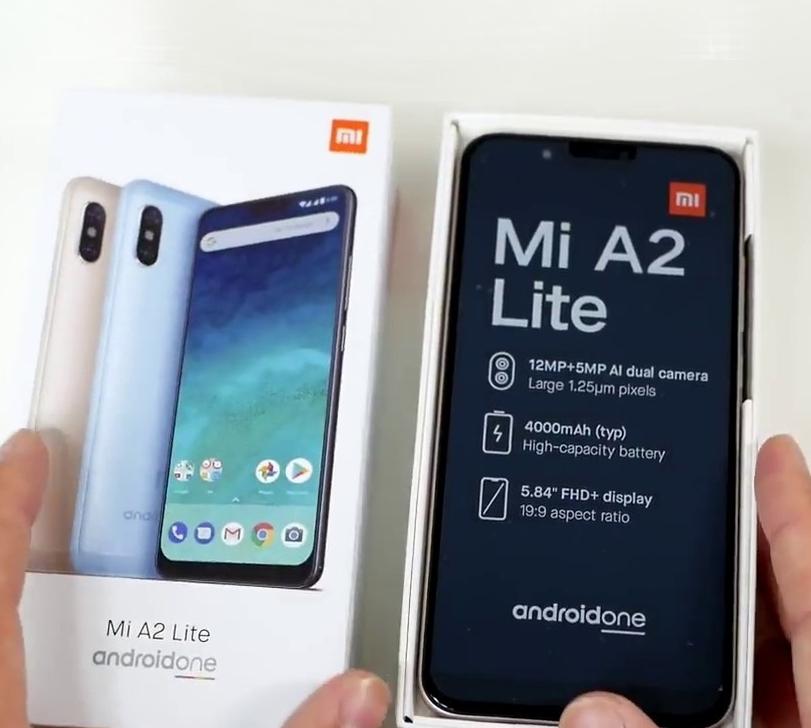 mi
andr
Mi A2 Lite
androidone
mi
Mi A2
Lite
12MP+5MP AI dual camera
Large 1.25μm pixels
4000mAh (typ)
High-capacity battery
5.84" FHD+ display
19:9 aspect ratio
androidone